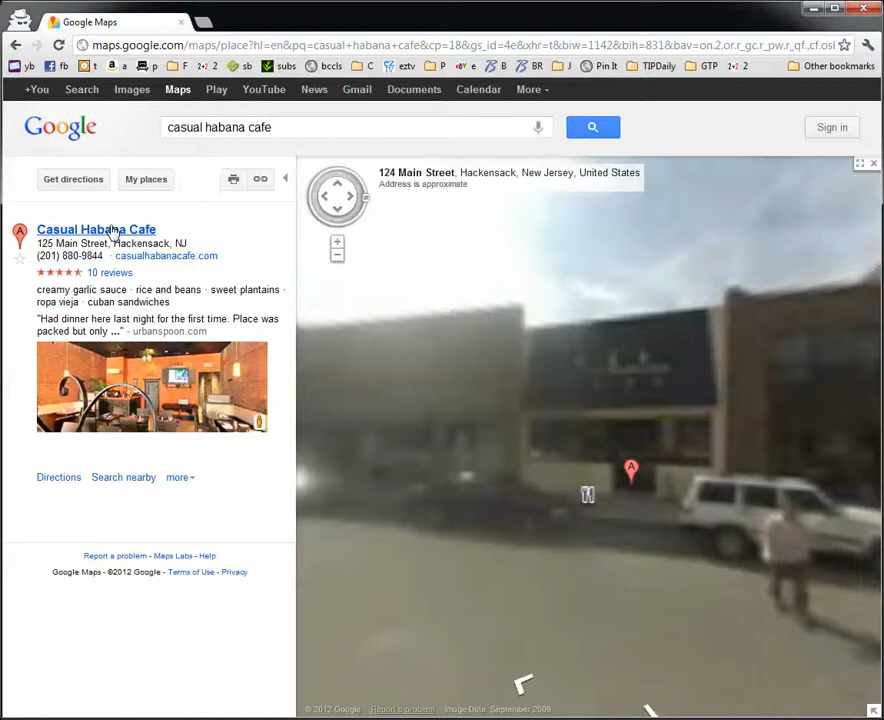 Google Maps
maps.google.com/maps/place?hl=en&pq=casual+habana+cafe&cp=18&gs_id=4e&xhr=t&biw=1142&bih=831&bav=on.2,or.r_gc.r_pw.r_qf.,cf.osl
yb fb t a p F 2‹2 2 sb subs bccls C eztv P e B BR J Pin It TIPDaily GTP 2‹2 Other bookmarks
+You Search Images Maps Play YouTube News Gmail Documents Calendar More
Google casual habana cafe Sign in
Get directions My places
124 Main Street, Hackensack, New Jersey, United States
Address is approximate
A Casual Habana Cafe
125 Main Street, Hackensack, NJ
(201) 880-9844 · casualhabanacafe.com
10 reviews
creamy garlic sauce · rice and beans · sweet plantains ·
ropa vieja · cuban sandwiches
"Had dinner here last night for the first time. Place was
packed but only ..." - urbanspoon.com
A
Directions Search nearby more
Report a problem - Maps Labs - Help
Google Maps - ©2012 Google - Terms of Use - Privacy
© 2012 Google Report a problem Image Date: September 2009